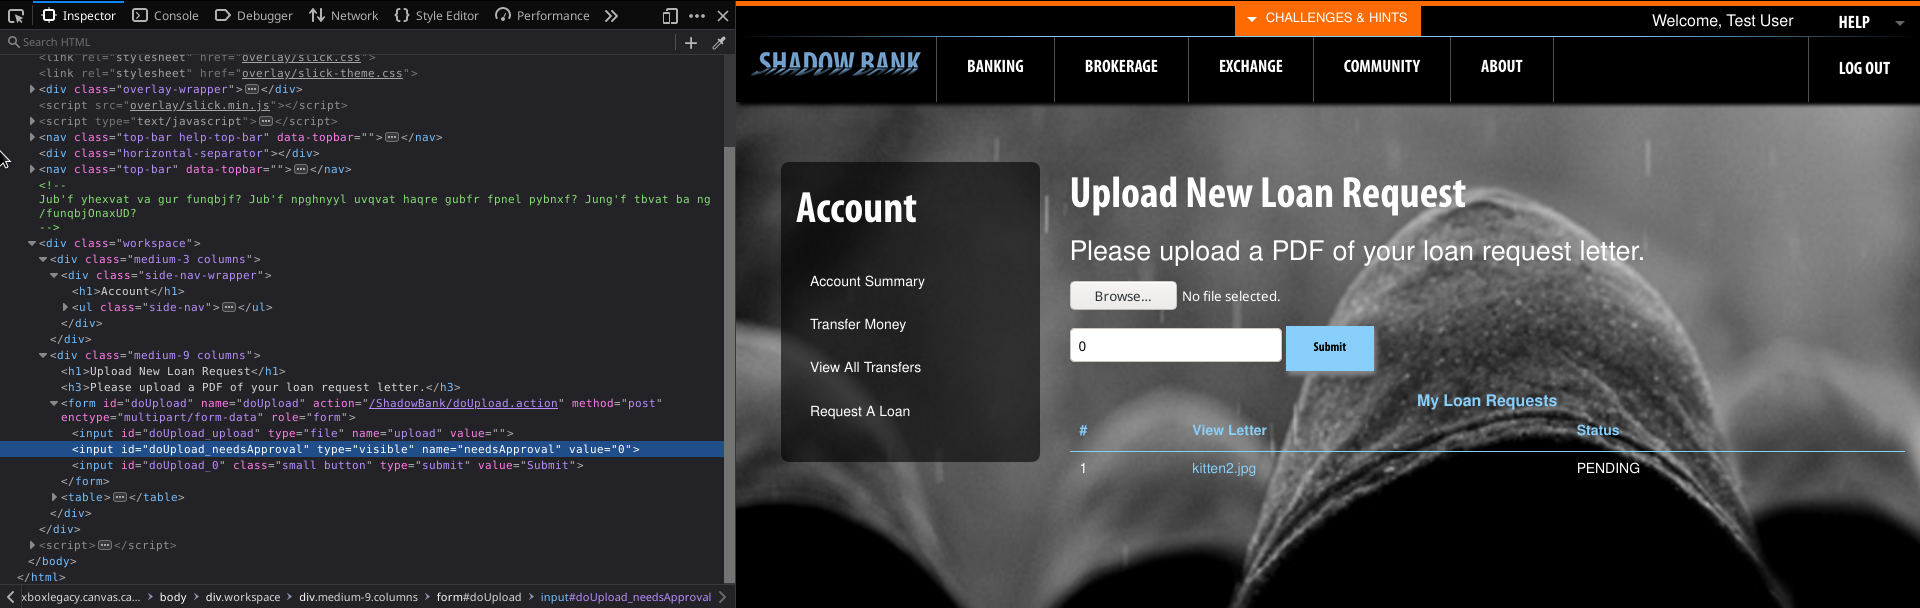 Inspector Console Debugger Network Style Editor Performance
Search HTML
<link rel="stylesheet" href="overlay/slick.css">
<link rel="stylesheet" href="overlay/slick-theme.css">
<div class="overlay-wrapper"></div>
<script src="overlay/slick.min.js"></script>
<script type="text/javascript"></script>
<nav class="top-bar help-top-bar" data-topbar=""></nav>
<div class="horizontal-separator"></div>
<nav class="top-bar" data-topbar=""></nav>
<!--
Jub'f yhexvat va gur funqbjf? Jub'f npghnyyl uvqvat haqre gubfr fpnel pybnxf? Jung'f tbvat ba ng
/funqbjOnaxUD?
-->
<div class="workspace">
<div class="medium-3 columns">
<div class="side-nav-wrapper">
<h1>Account</h1>
<ul class="side-nav"></ul>
</div>
</div>
<div class="medium-9 columns">
<h1>Upload New Loan Request</h1>
<h3>Please upload a PDF of your loan request letter.</h3>
<form id="doUpload" name="doUpload" action="/ShadowBank/doUpload.action" method="post"
enctype="multipart/form-data" role="form">
<input id="doUpload_upload" type="file" name="upload" value="">
<input id="doUpload_needsApproval" type="visible" name="needsApproval" value="0">
<input id="doUpload_0" class="small button" type="submit" value="Submit">
</form>
<table></table>
</div>
</div>
<script></script>
</body>
</html>
xboxlegacy.canvas.ca... body div.workspace div.medium-9.columns form#doUpload input#doUpload_needsApproval
CHALLENGES & HINTS
Welcome, Test User
HELP
SHADOW BANK
BANKING
BROKERAGE
EXCHANGE
COMMUNITY
ABOUT
LOG OUT
Account
Account Summary
Transfer Money
View All Transfers
Request A Loan
Upload New Loan Request
Please upload a PDF of your loan request letter.
Browse... No file selected.
0
Submit
My Loan Requests
# View Letter Status
1 kitten2.jpg PENDING